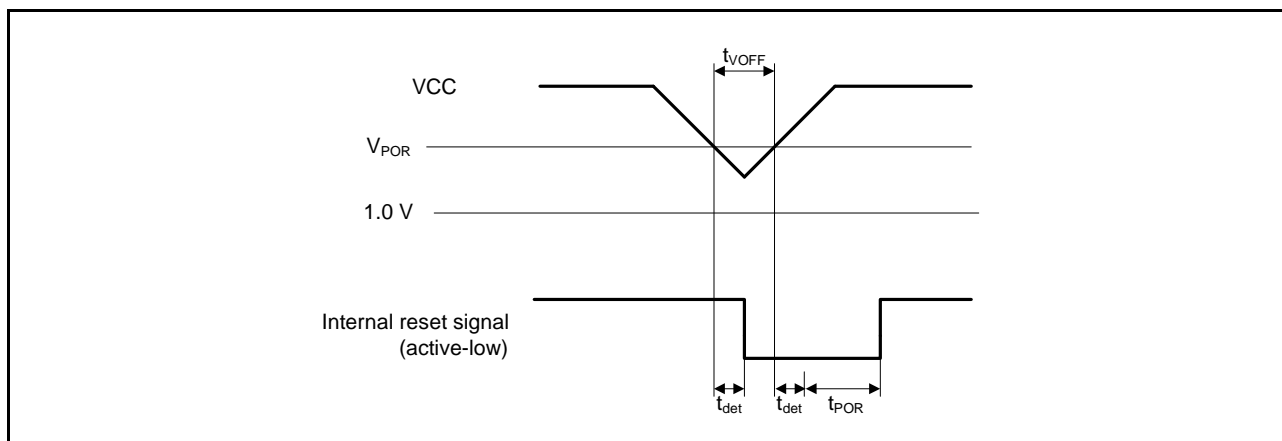 tVOFF
VCC
VPOR
1.0 V
Internal reset signal
(active-low)
tdet
tdet
tPOR